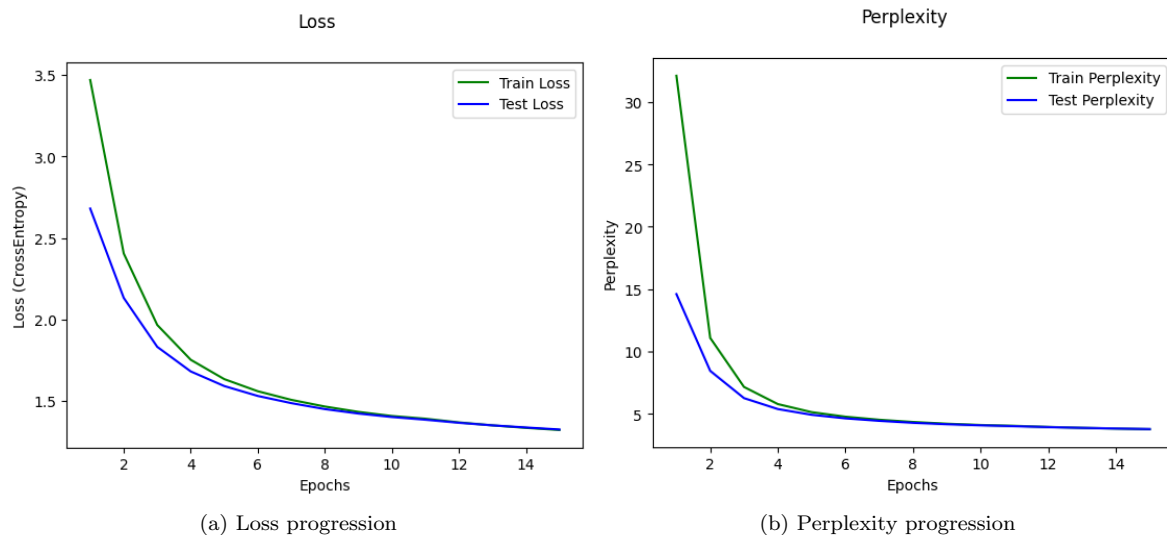 Loss
3.5
3.0
2.5
2.0
1.5
Loss (CrossEntropy)
Train Loss
Test Loss
2 4 6 8 10 12 14
Epochs
(a) Loss progression
Perplexity
30
25
20
15
10
5
Perplexity
Train Perplexity
Test Perplexity
2 4 6 8 10 12 14
Epochs
(b) Perplexity progression